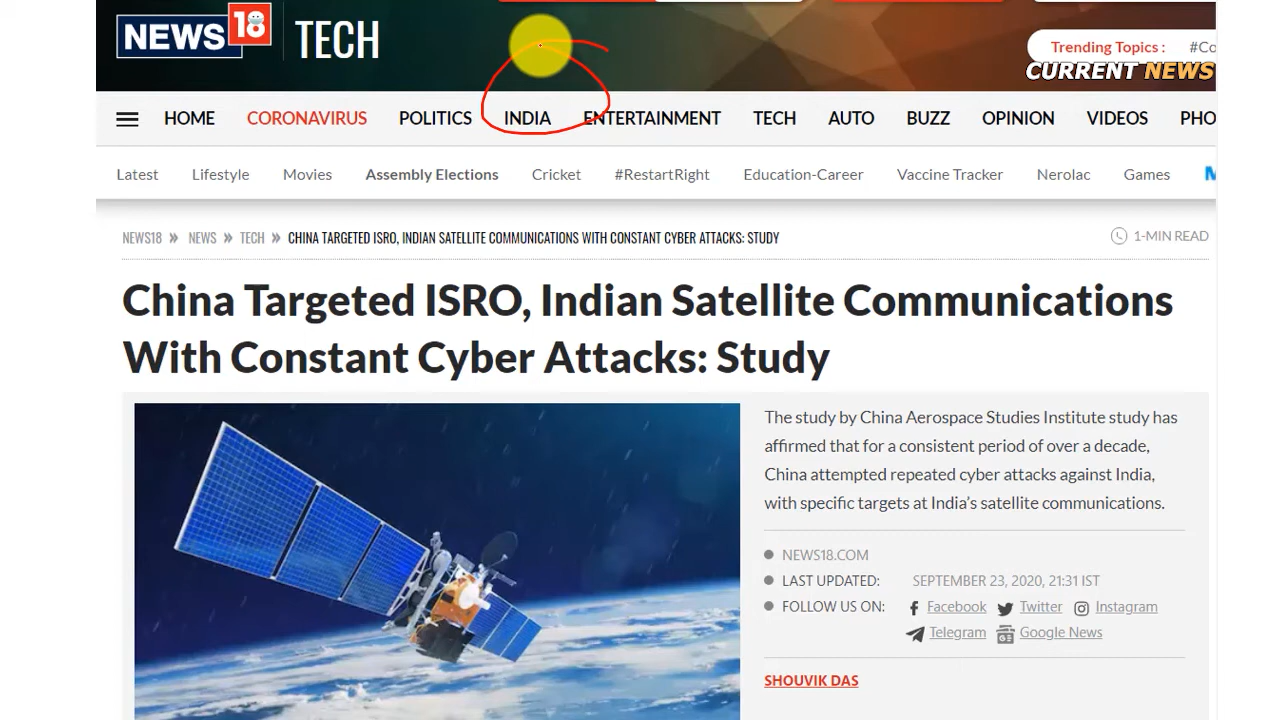 NEWS 18 TECH
Trending Topics : #Co
CURRENT NEWS
HOME CORONAVIRUS POLITICS INDIA ENTERTAINMENT TECH AUTO BUZZ OPINION VIDEOS PHO
Latest Lifestyle Movies Assembly Elections Cricket #RestartRight Education-Career Vaccine Tracker Nerolac Games M
NEWS18 » NEWS » TECH » CHINA TARGETED ISRO, INDIAN SATELLITE COMMUNICATIONS WITH CONSTANT CYBER ATTACKS: STUDY
1-MIN READ
China Targeted ISRO, Indian Satellite Communications
With Constant Cyber Attacks: Study
The study by China Aerospace Studies Institute study has
affirmed that for a consistent period of over a decade,
China attempted repeated cyber attacks against India,
with specific targets at India's satellite communications.
NEWS18.COM
LAST UPDATED: SEPTEMBER 23, 2020, 21:31 IST
FOLLOW US ON: Facebook Twitter Instagram
Telegram Google News
SHOUVIK DAS